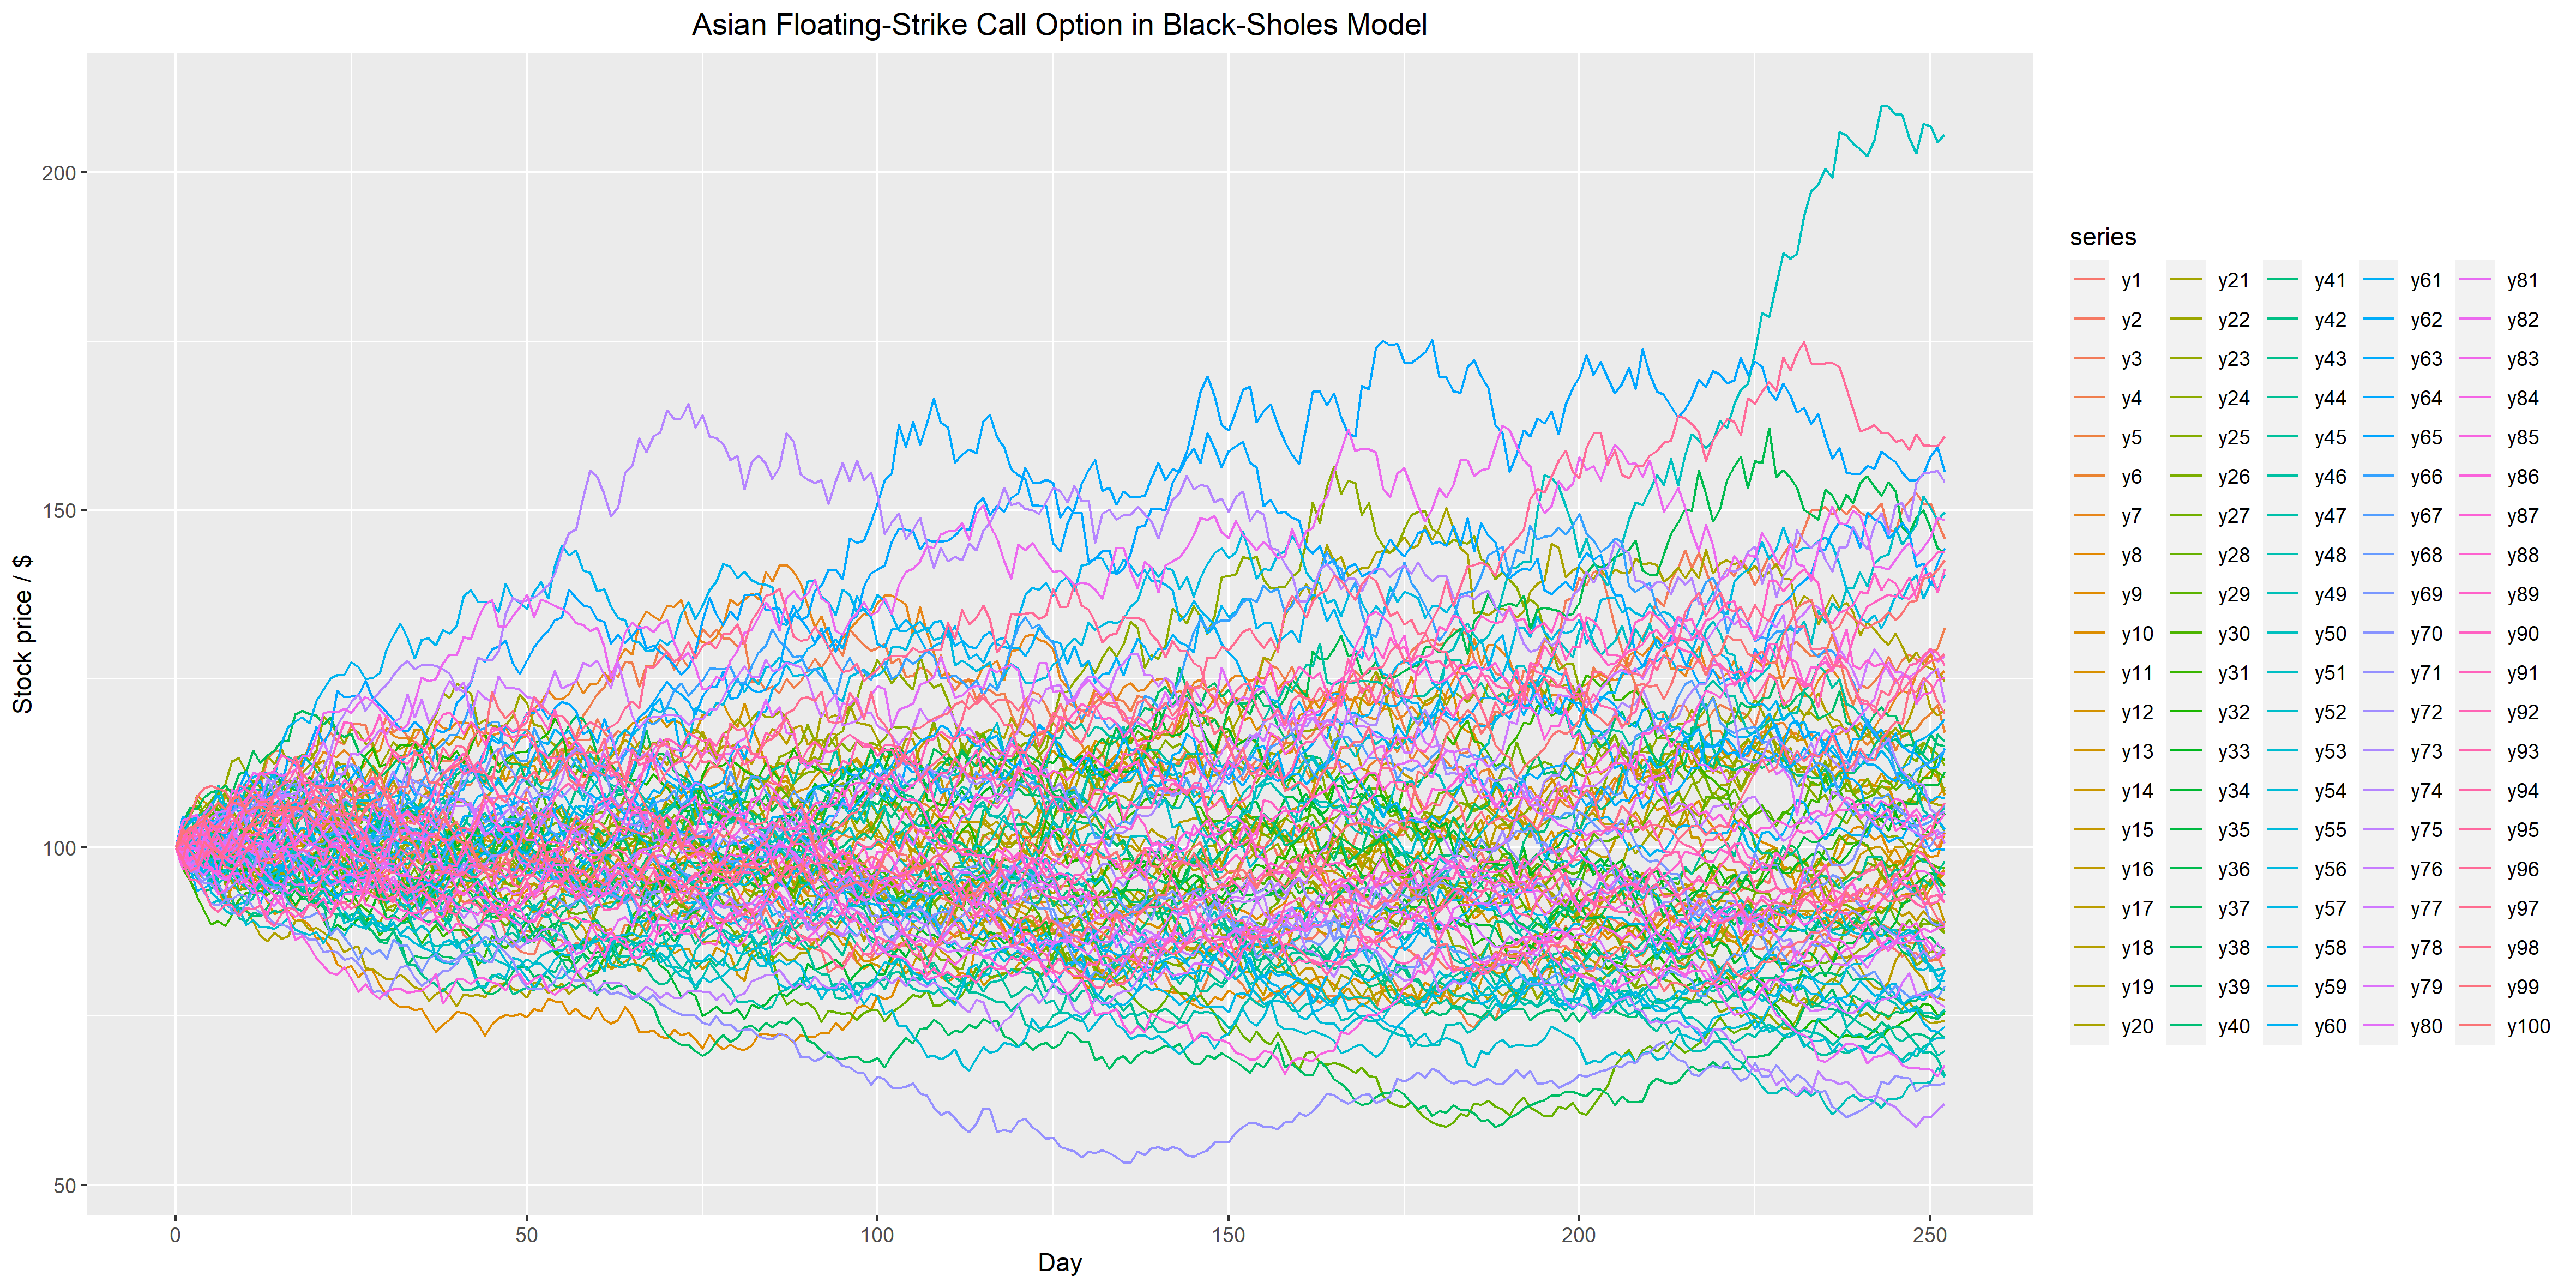 Asian Floating-Strike Call Option in Black-Sholes Model
Stock price / $
200
150
100
50
0 50 100 150 200 250
Day
series
y1 y21 y41 y61 y81
y2 y22 y42 y62 y82
y3 y23 y43 y63 y83
y4 y24 y44 y64 y84
y5 y25 y45 y65 y85
y6 y26 y46 y66 y86
y7 y27 y47 y67 y87
y8 y28 y48 y68 y88
y9 y29 y49 y69 y89
y10 y30 y50 y70 y90
y11 y31 y51 y71 y91
y12 y32 y52 y72 y92
y13 y33 y53 y73 y93
y14 y34 y54 y74 y94
y15 y35 y55 y75 y95
y16 y36 y56 y76 y96
y17 y37 y57 y77 y97
y18 y38 y58 y78 y98
y19 y39 y59 y79 y99
y20 y40 y60 y80 y100